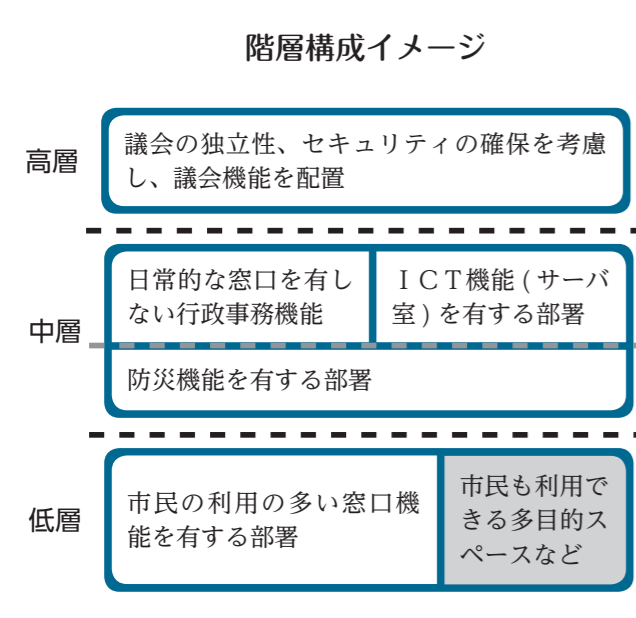 階層構成イメージ
高層
議会の独立性、セキュリティの確保を考慮
し、議会機能を配置
中層
日常的な窓口を有し
ない行政事務機能
ＩＣＴ機能(サーバ
室)を有する部署
防災機能を有する部署
低層
市民の利用の多い窓口機
能を有する部署
市民も利用で
きる多目的ス
ペースなど